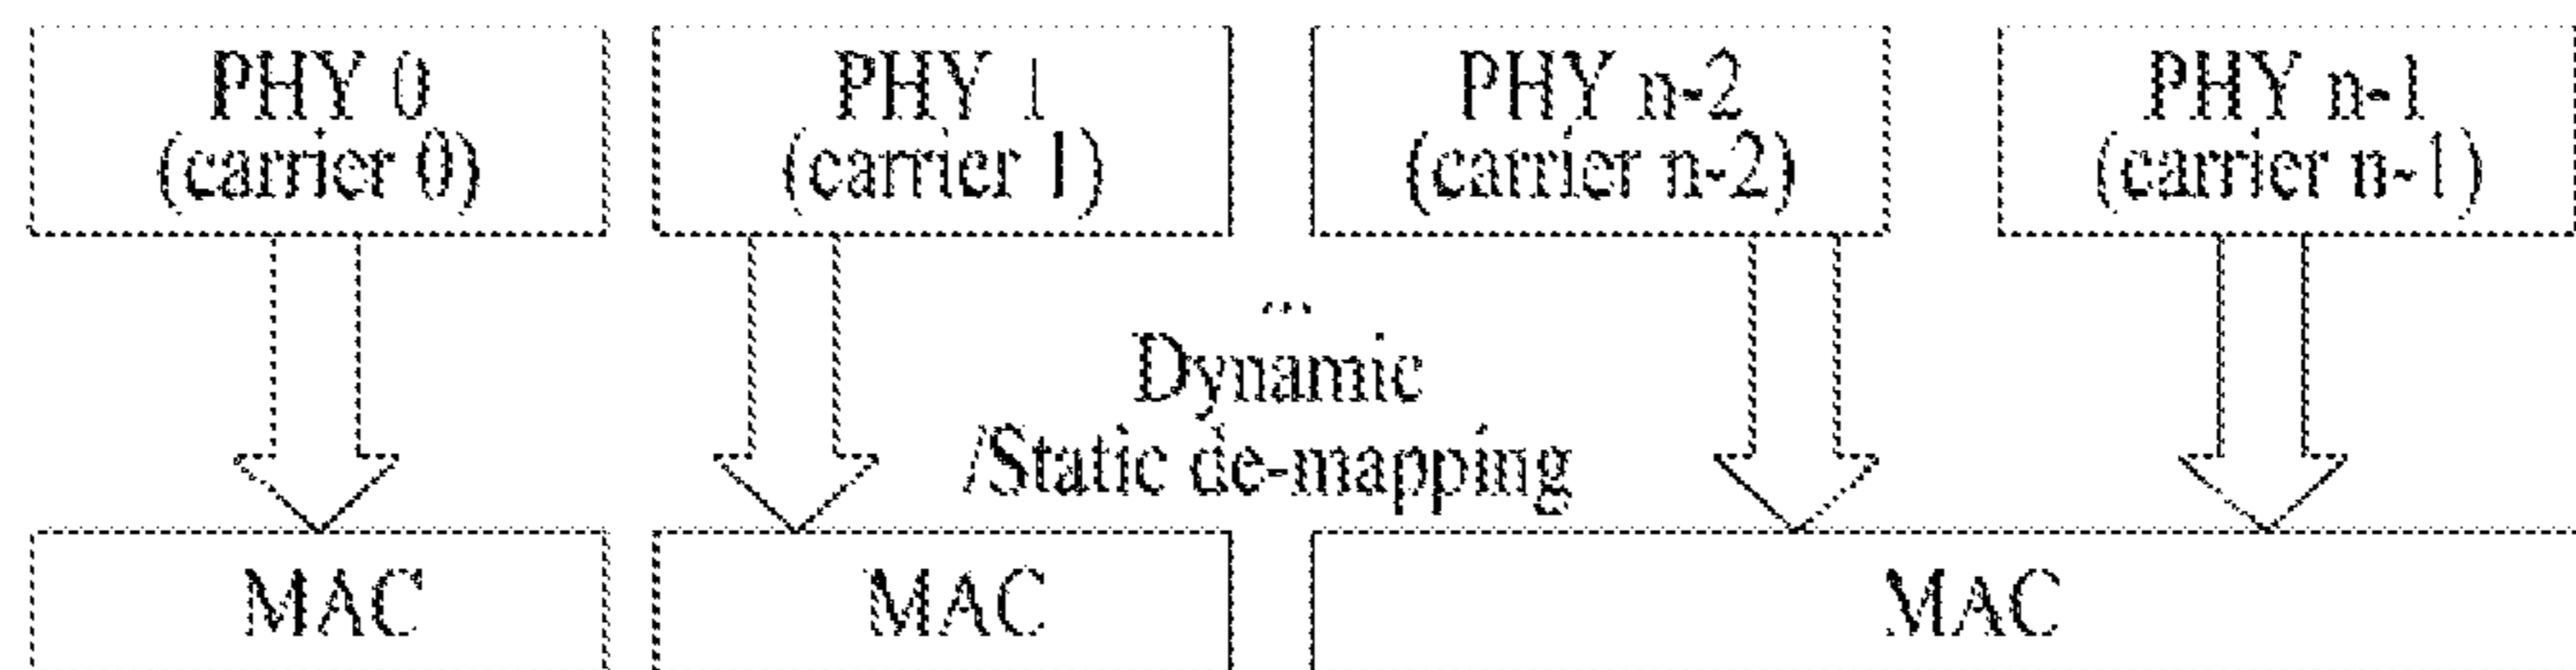 PHY 0
(carrier 0)
PHY 1
(carrier 1)
PHY n-2
(carrier n-2)
PHY n-1
(carrier n-1)
...
Dynamic
/Static de-mapping
MAC
MAC
MAC